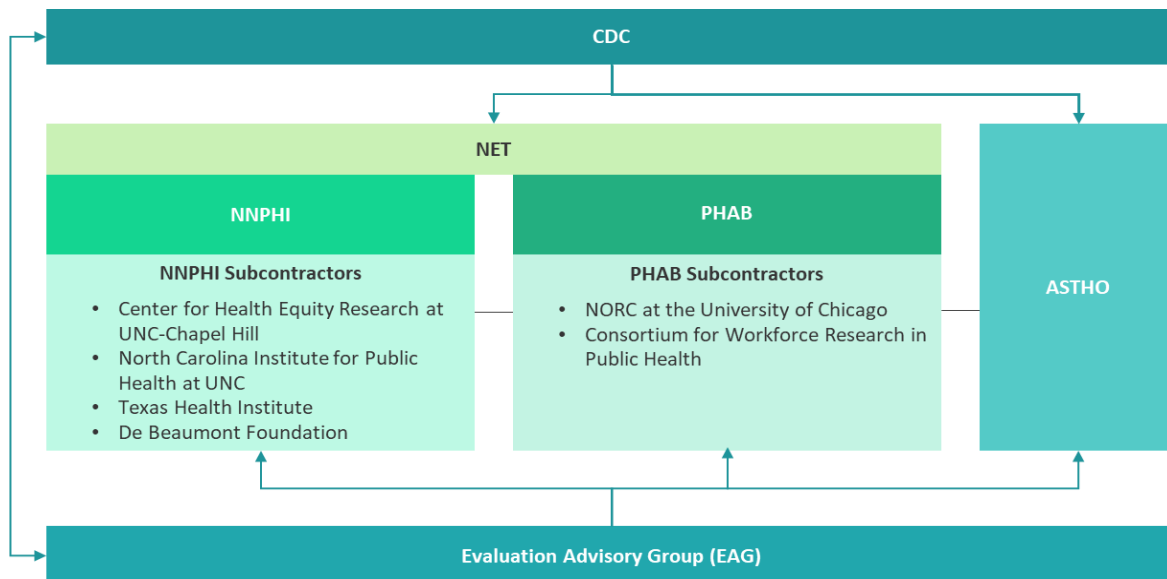 CDC
NET
NNPHI
PHAB
NNPHI Subcontractors
• Center for Health Equity Research at
UNC-Chapel Hill
• North Carolina Institute for Public
Health at UNC
• Texas Health Institute
• De Beaumont Foundation
PHAB Subcontractors
• NORC at the University of Chicago
• Consortium for Workforce Research in
Public Health
ASTHO
Evaluation Advisory Group (EAG)